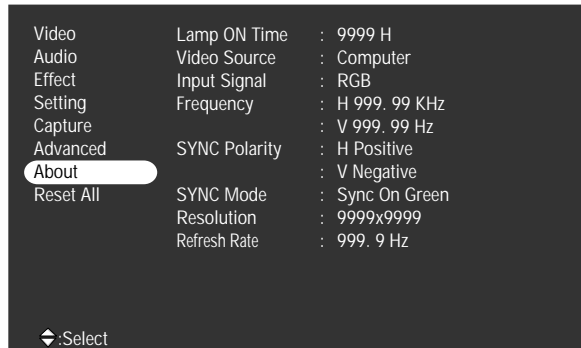 Video
Audio
Effect
Setting
Capture
Advanced
About
Reset All
Lamp ON Time : 9999 H
Video Source : Computer
Input Signal : RGB
Frequency : H 999. 99 KHz
: V 999. 99 Hz
SYNC Polarity : H Positive
: V Negative
SYNC Mode : Sync On Green
Resolution : 9999x9999
Refresh Rate : 999. 9 Hz
:Select